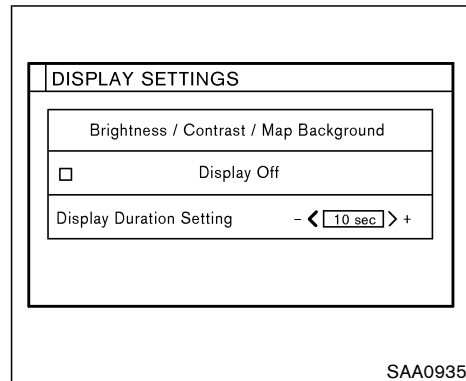 DISPLAY SETTINGS
Brightness / Contrast / Map Background
Display Off
Display Duration Setting - < 10 sec > +
SAA0935